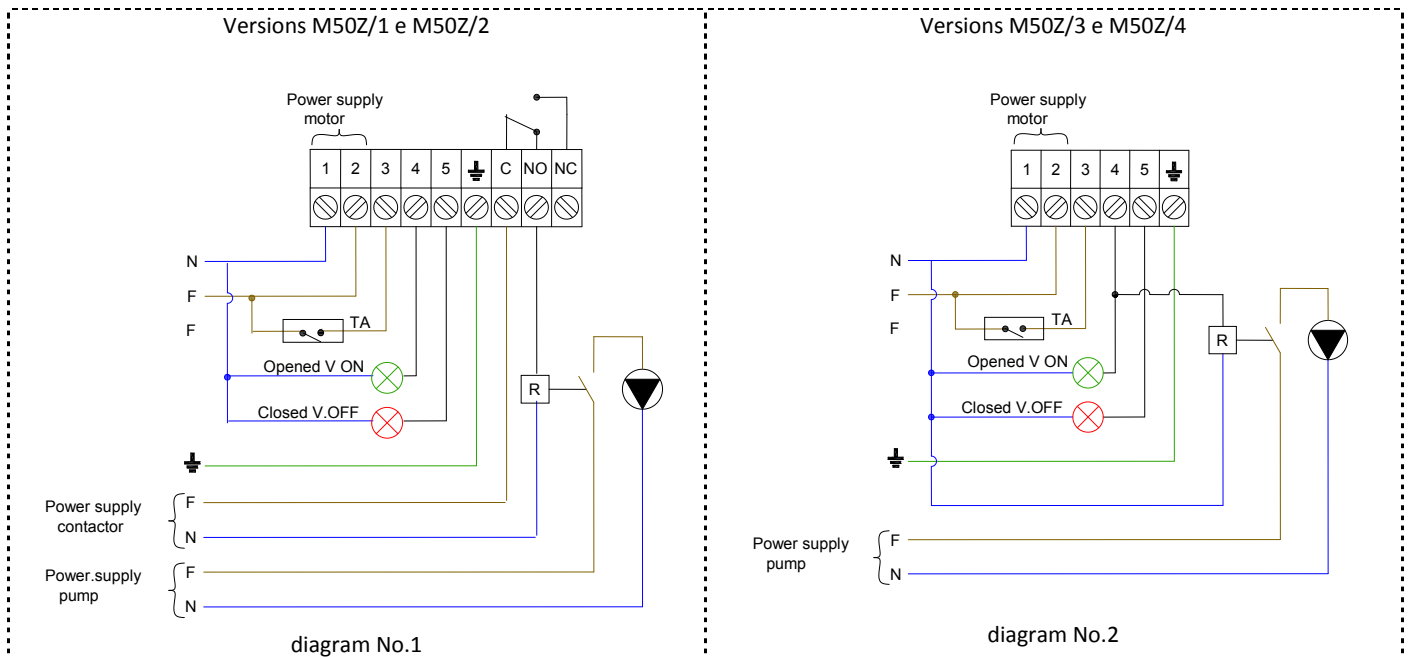 Versions M50Z/1 e M50Z/2
Power supply
motor
1 2 3 4 5 C NO NC
N
F
TA
F
Opened V ON
R
Closed V.OFF
Power supply
contactor
F
N
Power.supply
pump
F
N
diagram No.1
Versions M50Z/3 e M50Z/4
Power supply
motor
1 2 3 4 5
N
F
TA
F
R
Opened V ON
Closed V.OFF
Power supply
pump
F
N
diagram No.2